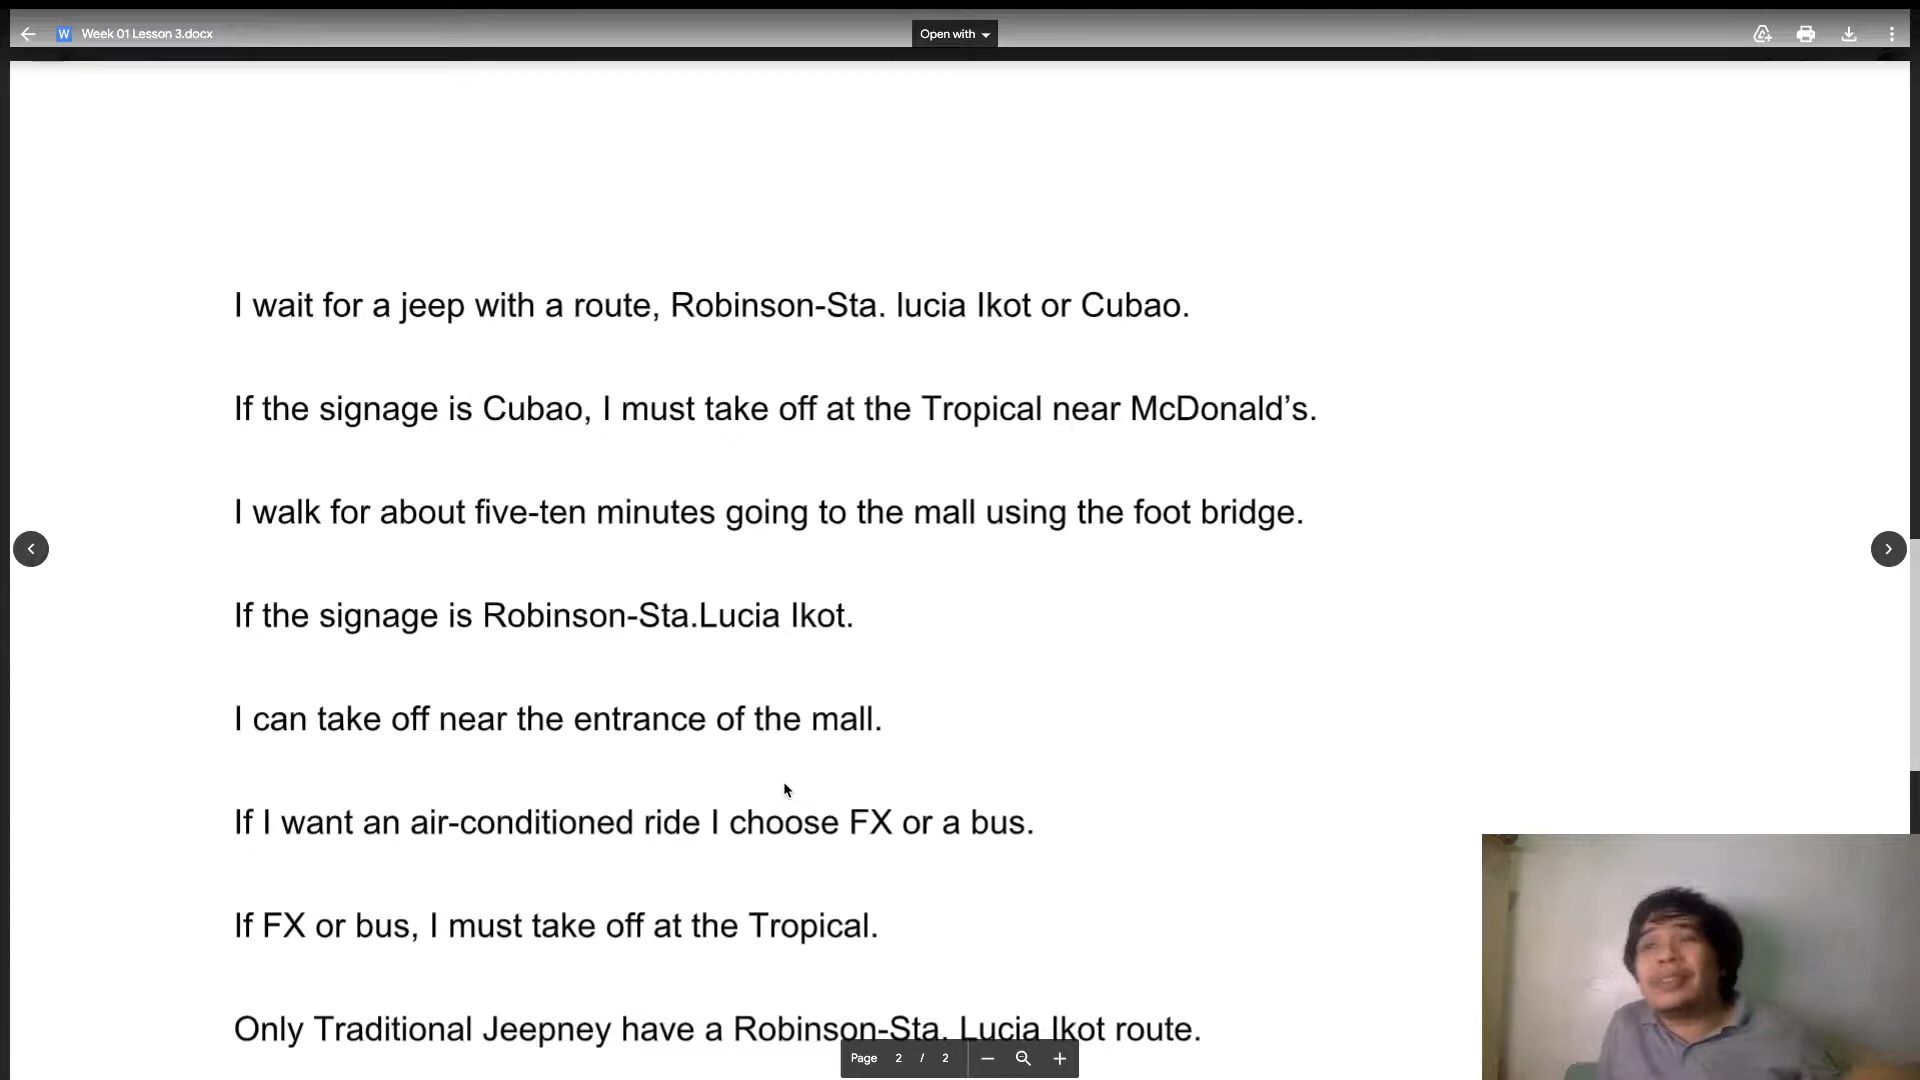 Week 01 Lesson 3.docx
Open with
I wait for a jeep with a route, Robinson-Sta. lucia Ikot or Cubao.
If the signage is Cubao, I must take off at the Tropical near McDonald’s.
I walk for about five-ten minutes going to the mall using the foot bridge.
If the signage is Robinson-Sta.Lucia Ikot.
I can take off near the entrance of the mall.
If I want an air-conditioned ride I choose FX or a bus.
If FX or bus, I must take off at the Tropical.
Only Traditional Jeepney have a Robinson-Sta. Lucia Ikot route.
Page 2 / 2